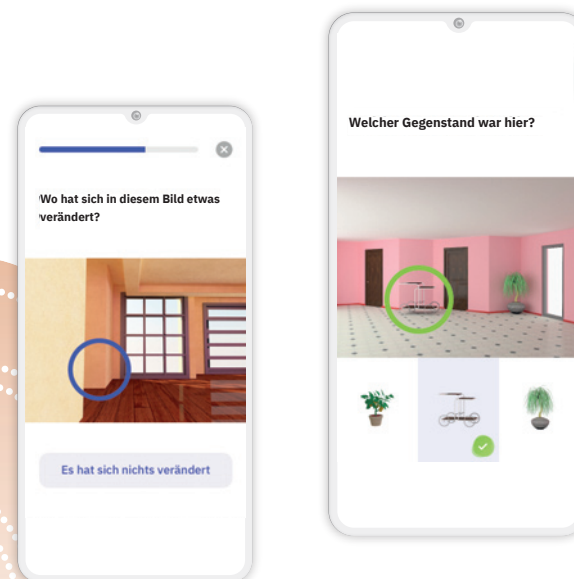 Wo hat sich in diesem Bild etwas
verändert?
Es hat sich nichts verändert
Welcher Gegenstand war hier?